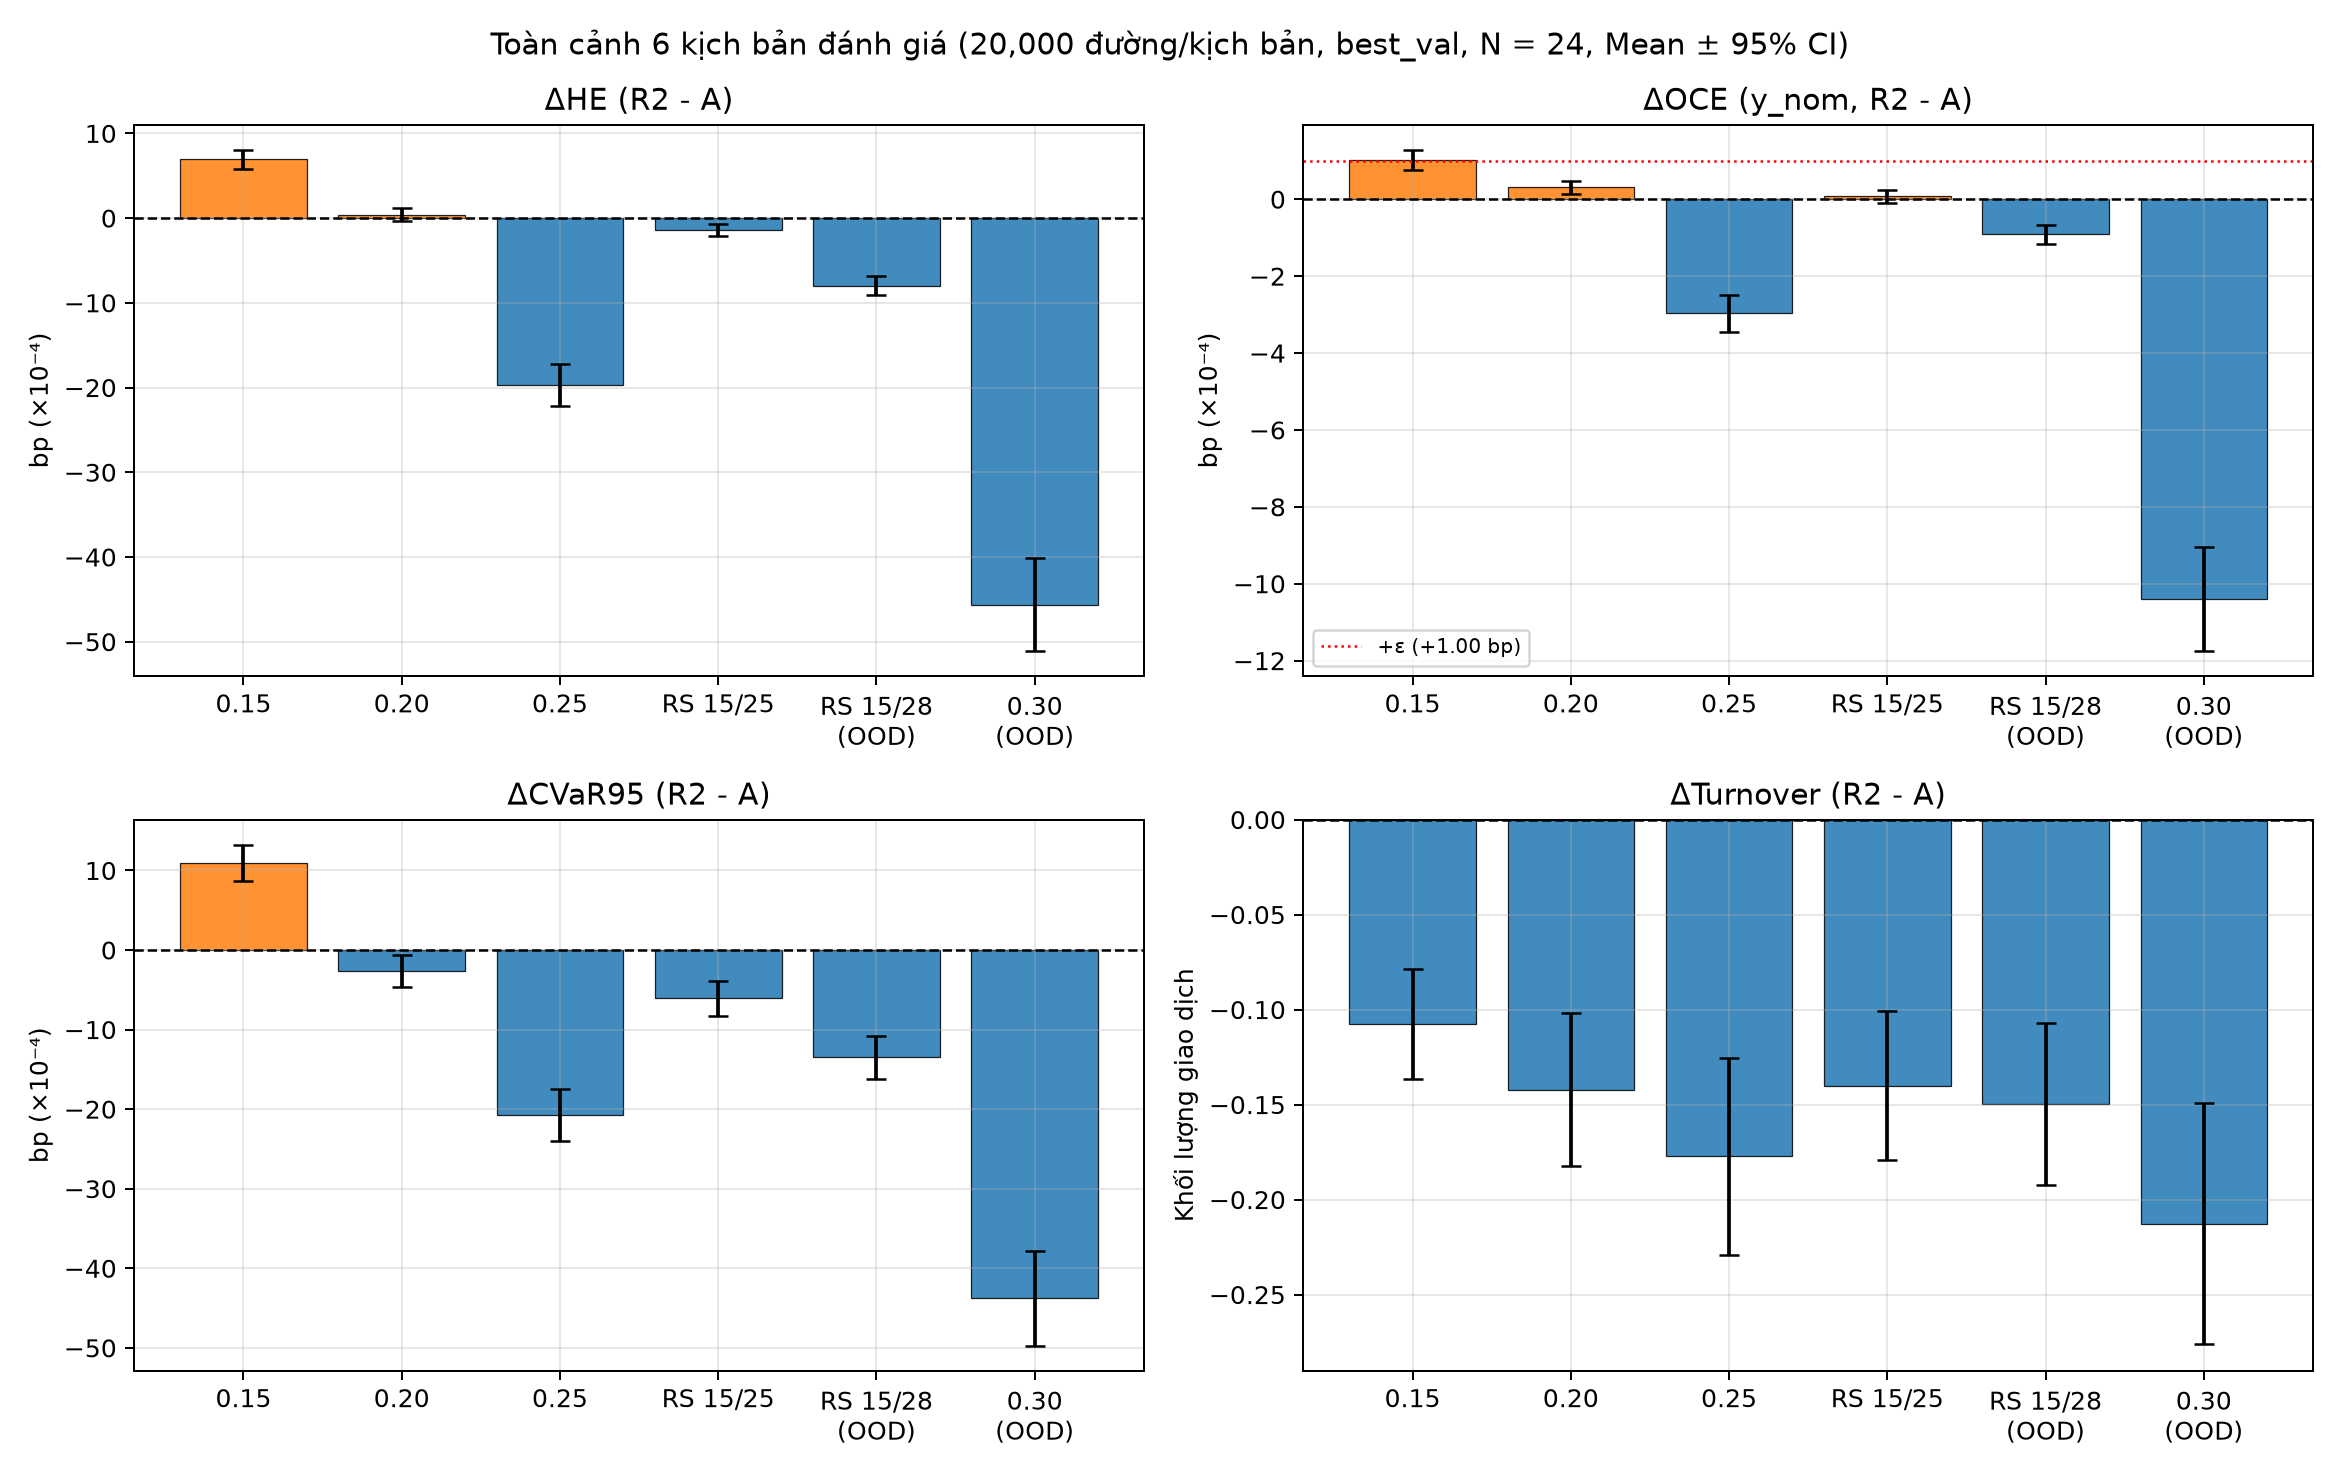 Toàn cảnh 6 kịch bản đánh giá (20,000 đường/kịch bản, best_val, N = 24, Mean ± 95% CI)
ΔHE (R2 - A)
bp (×10⁻⁴)
10
0
−10
−20
−30
−40
−50
0.15
0.20
0.25
RS 15/25
RS 15/28
(OOD)
0.30
(OOD)
ΔOCE (y_nom, R2 - A)
bp (×10⁻⁴)
0
−2
−4
−6
−8
−10
−12
+ε (+1.00 bp)
0.15
0.20
0.25
RS 15/25
RS 15/28
(OOD)
0.30
(OOD)
ΔCVaR95 (R2 - A)
bp (×10⁻⁴)
10
0
−10
−20
−30
−40
−50
0.15
0.20
0.25
RS 15/25
RS 15/28
(OOD)
0.30
(OOD)
ΔTurnover (R2 - A)
Khối lượng giao dịch
0.00
−0.05
−0.10
−0.15
−0.20
−0.25
0.15
0.20
0.25
RS 15/25
RS 15/28
(OOD)
0.30
(OOD)